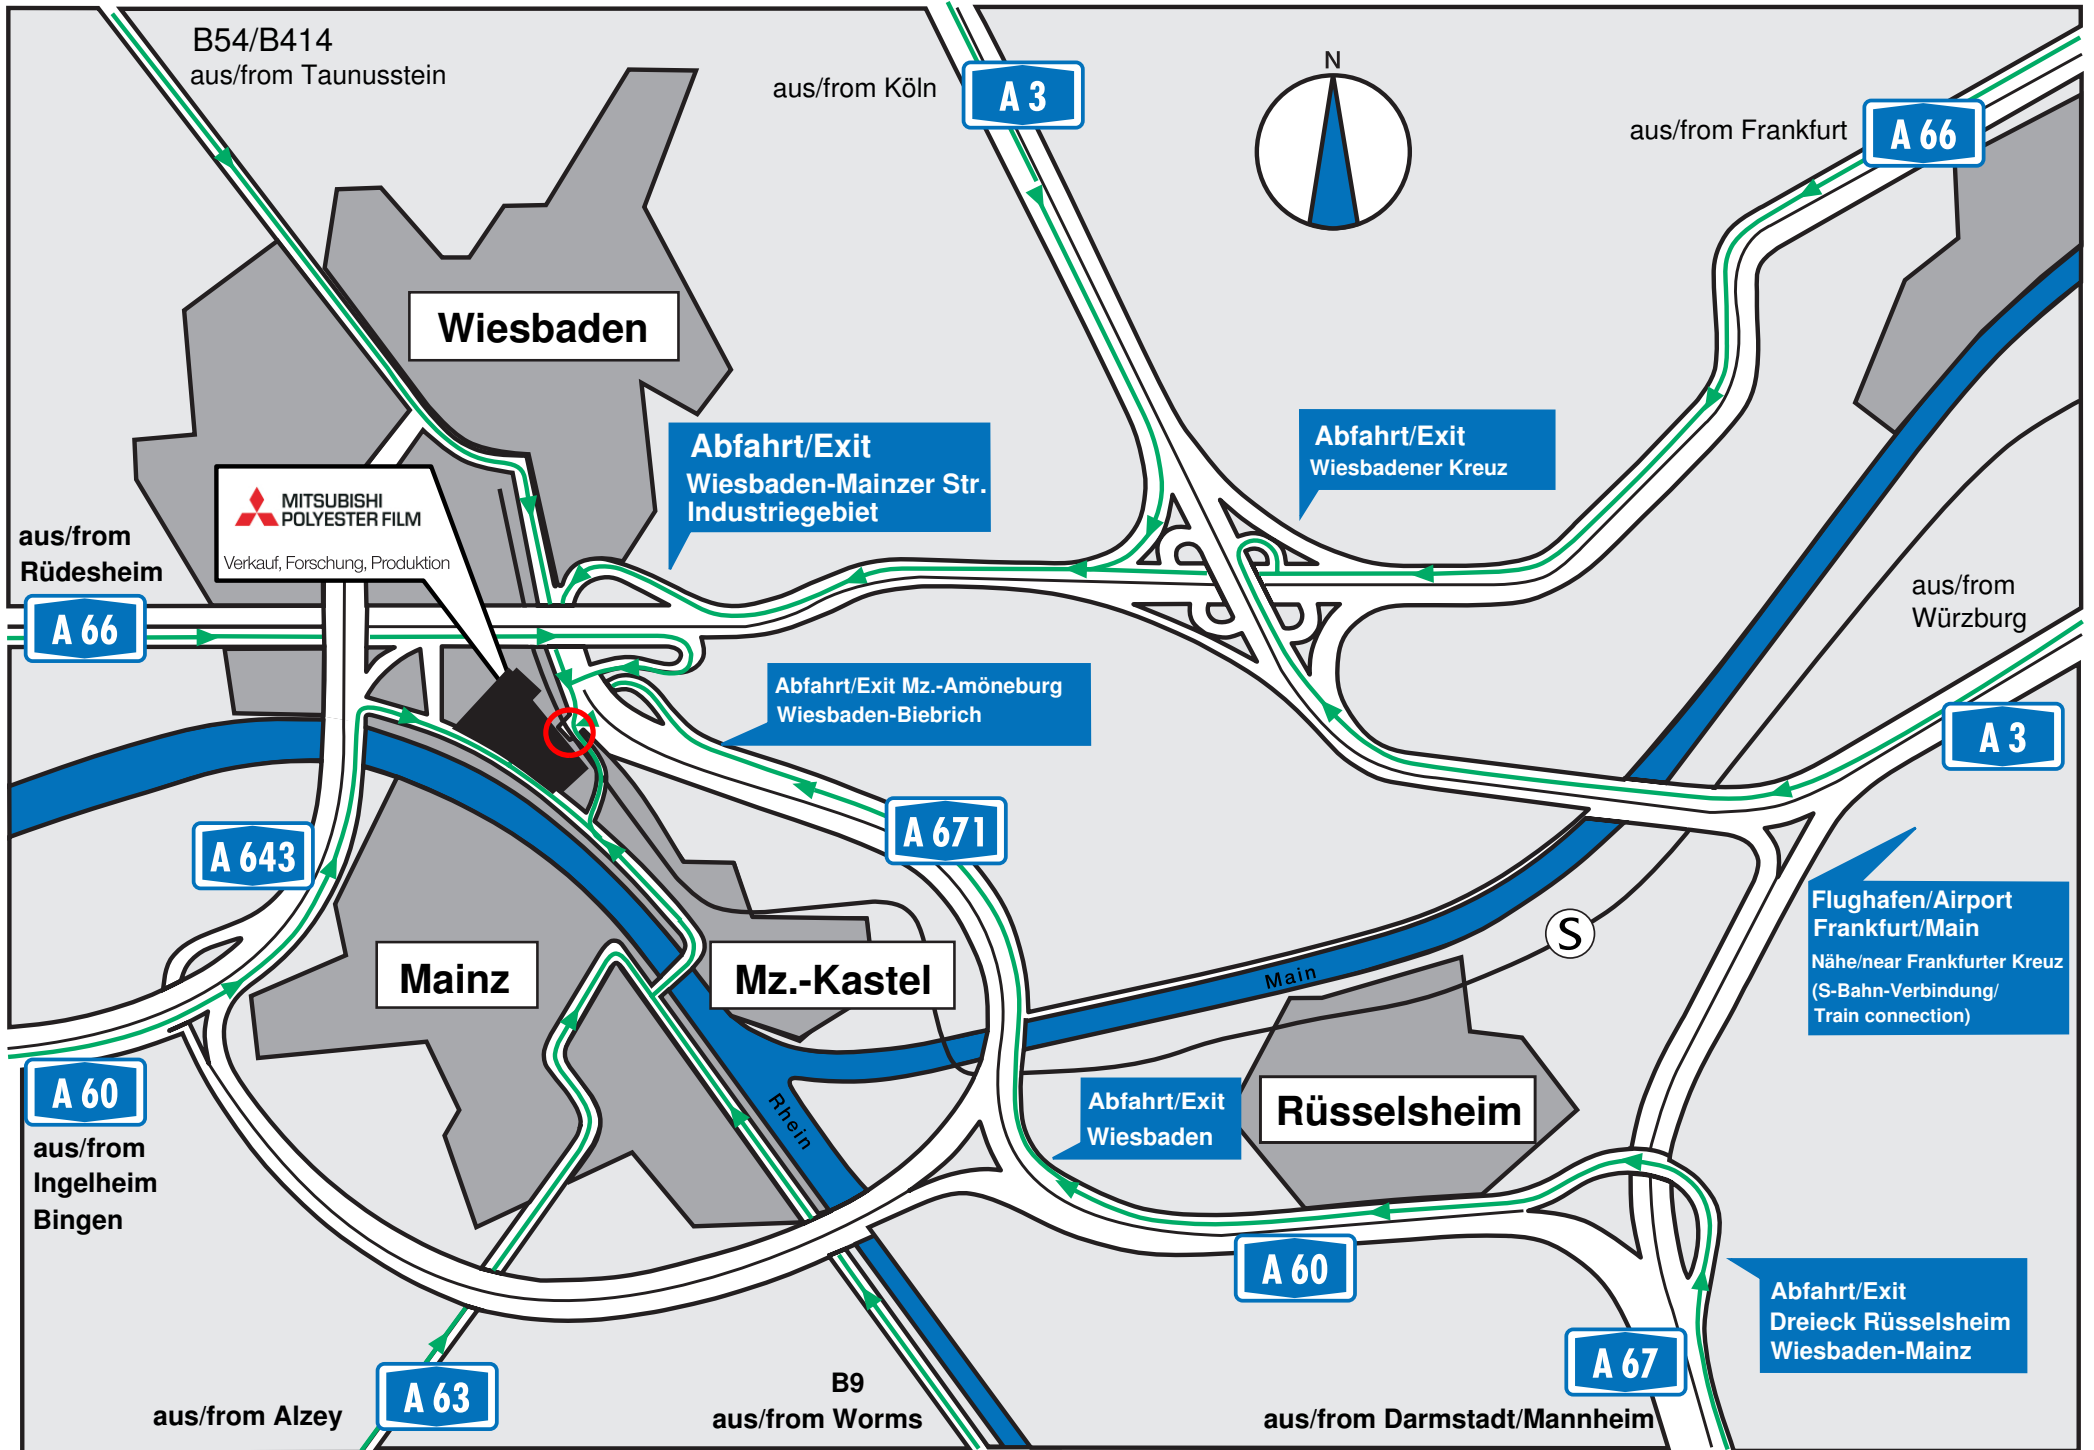 B54/B414
aus/from Taunusstein
aus/from Köln
A 3
N
aus/from Frankfurt
A 66
Wiesbaden
Abfahrt/Exit
Wiesbaden-Mainzer Str.
Industriegebiet
Abfahrt/Exit
Wiesbadener Kreuz
MITSUBISHI
POLYESTER FILM
Verkauf, Forschung, Produktion
aus/from
Rüdesheim
A 66
aus/from
Würzburg
A 3
Abfahrt/Exit Mz.-Amöneburg
Wiesbaden-Biebrich
A 643
A 671
Flughafen/Airport
Frankfurt/Main
Nähe/near Frankfurter Kreuz
(S-Bahn-Verbindung/
Train connection)
S
Mainz
Mz.-Kastel
Main
A 60
aus/from
Ingelheim
Bingen
Rhein
Abfahrt/Exit
Wiesbaden
Rüsselsheim
A 60
Abfahrt/Exit
Dreieck Rüsselsheim
Wiesbaden-Mainz
A 67
aus/from Darmstadt/Mannheim
A 63
aus/from Alzey
B9
aus/from Worms